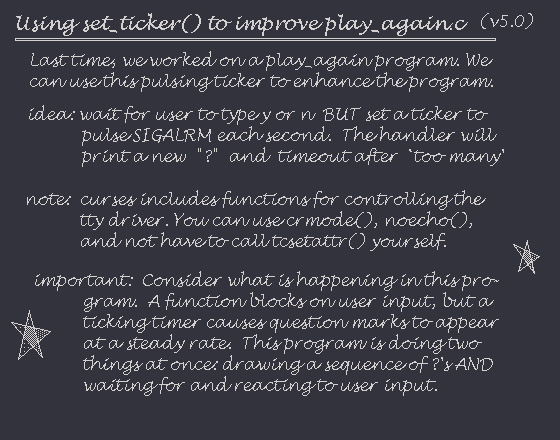 Using set_ticker() to improve play_again.c (v5.0)
Last time, we worked on a play_again program. We
can use this pulsing ticker to enhance the program.
idea: wait for user to type y or n BUT set a ticker to
pulse SIGALRM each second. The handler will
print a new "?" and timeout after `too many'
note: curses includes functions for controlling the
tty driver. You can use crmode(), noecho(),
and not have to call tcsetattr() yourself.
important: Consider what is happening in this pro-
gram. A function blocks on user input, but a
ticking timer causes question marks to appear
at a steady rate. This program is doing two
things at once: drawing a sequence of ?'s AND
waiting for and reacting to user input.